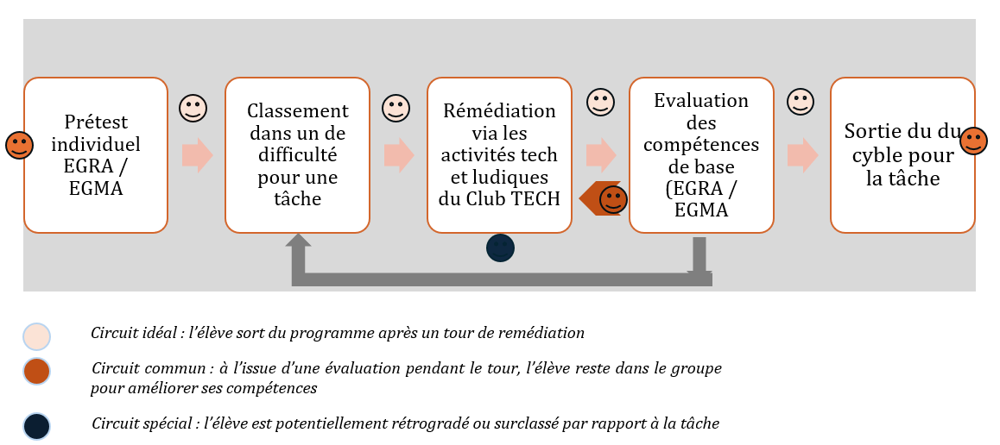 Prétest
individuel
EGRA /
EGMA
Classement
dans un de
difficulté
pour une
tâche
Rémédiation
via les
activités tech
et ludiques
du Club TECH
Evaluation
des
compétences
de base
(EGRA /
EGMA
Sortie du du
cyble pour
la tâche
Circuit idéal : l’élève sort du programme après un tour de remédiation
Circuit commun : à l’issue d’une évaluation pendant le tour, l’élève reste dans le groupe
pour améliorer ses compétences
Circuit spécial : l’élève est potentiellement rétrogradé ou surclassé par rapport à la tâche